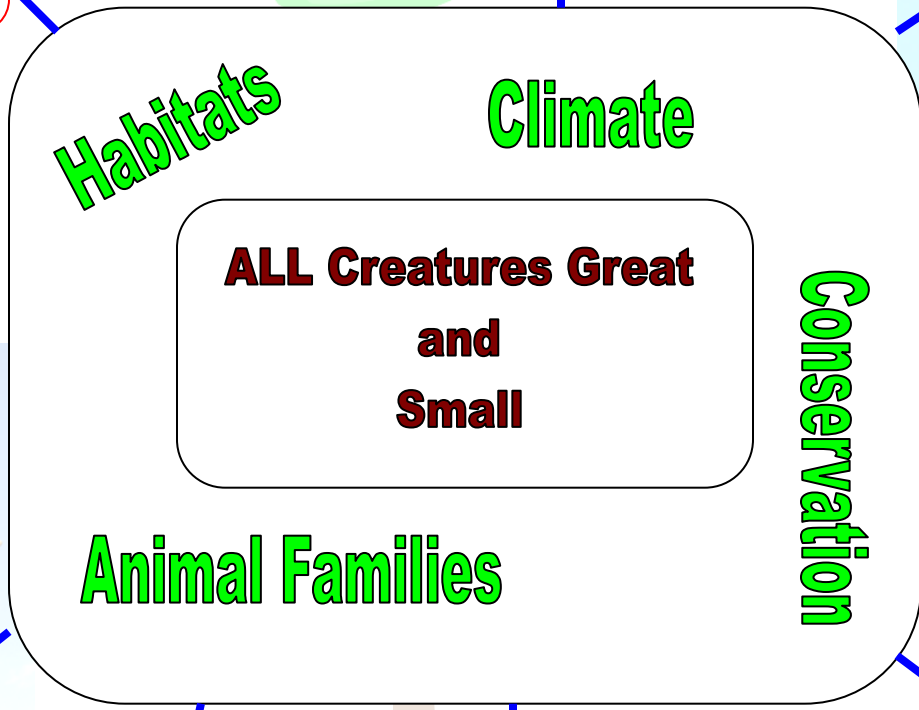 Habitats
Climate
ALL Creatures Great
and
Small
Conservation
Animal Families